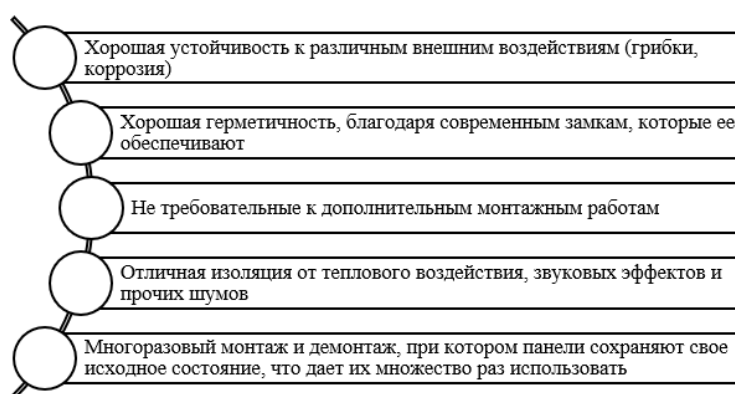 Хорошая устойчивость к различным внешним воздействиям (грибки,
коррозия)
Хорошая герметичность, благодаря современным замкам, которые ее
обеспечивают
Не требовательные к дополнительным монтажным работам
Отличная изоляция от теплового воздействия, звуковых эффектов и
прочих шумов
Многоразовый монтаж и демонтаж, при котором панели сохраняют свое
исходное состояние, что дает их множество раз использовать